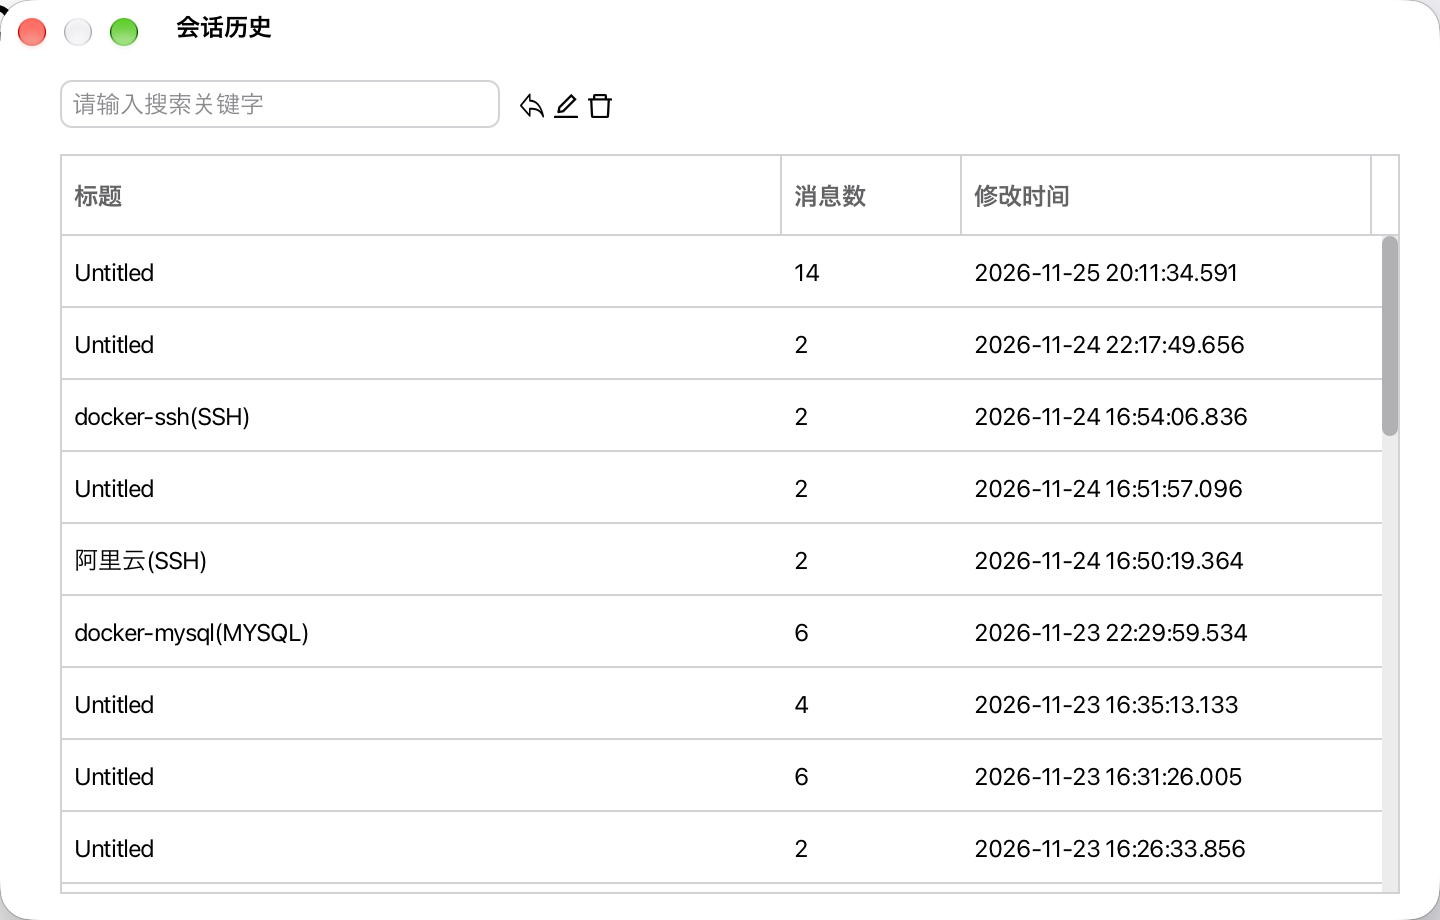 会话历史
请输入搜索关键字
标题 消息数 修改时间
Untitled 14 2026-11-25 20:11:34.591
Untitled 2 2026-11-24 22:17:49.656
docker-ssh(SSH) 2 2026-11-24 16:54:06.836
Untitled 2 2026-11-24 16:51:57.096
阿里云(SSH) 2 2026-11-24 16:50:19.364
docker-mysql(MYSQL) 6 2026-11-23 22:29:59.534
Untitled 4 2026-11-23 16:35:13.133
Untitled 6 2026-11-23 16:31:26.005
Untitled 2 2026-11-23 16:26:33.856